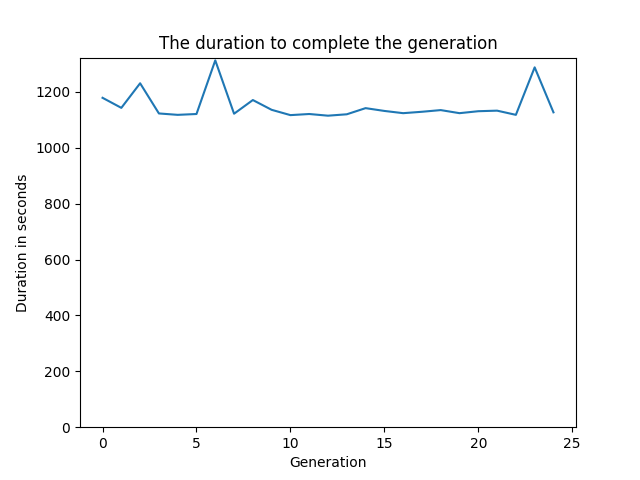 The duration to complete the generation
1200
1000
800
600
400
200
0
Duration in seconds
0 5 10 15 20 25
Generation